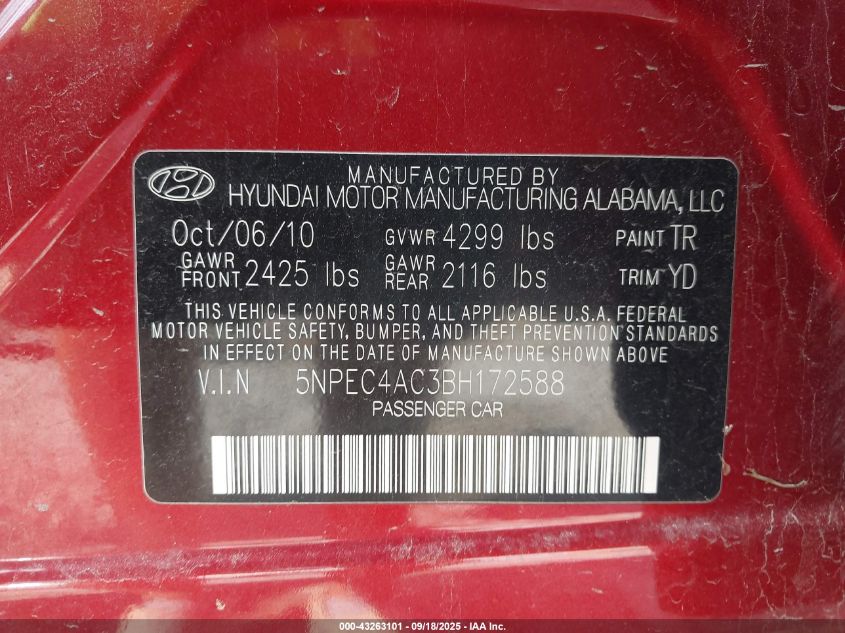 MANUFACTURED BY
HYUNDAI MOTOR MANUFACTURING ALABAMA, LLC
Oct/06/10 GVWR 4299 lbs PAINT TR
GAWR FRONT 2425 lbs GAWR REAR 2116 lbs TRIM YD
THIS VEHICLE CONFORMS TO ALL APPLICABLE U.S.A. FEDERAL
MOTOR VEHICLE SAFETY, BUMPER, AND THEFT PREVENTION STANDARDS
IN EFFECT ON THE DATE OF MANUFACTURE SHOWN ABOVE.
V.I.N 5NPEC4AC3BH172588
PASSENGER CAR
000-43263101 - 09/18/2025 - IAA Inc.